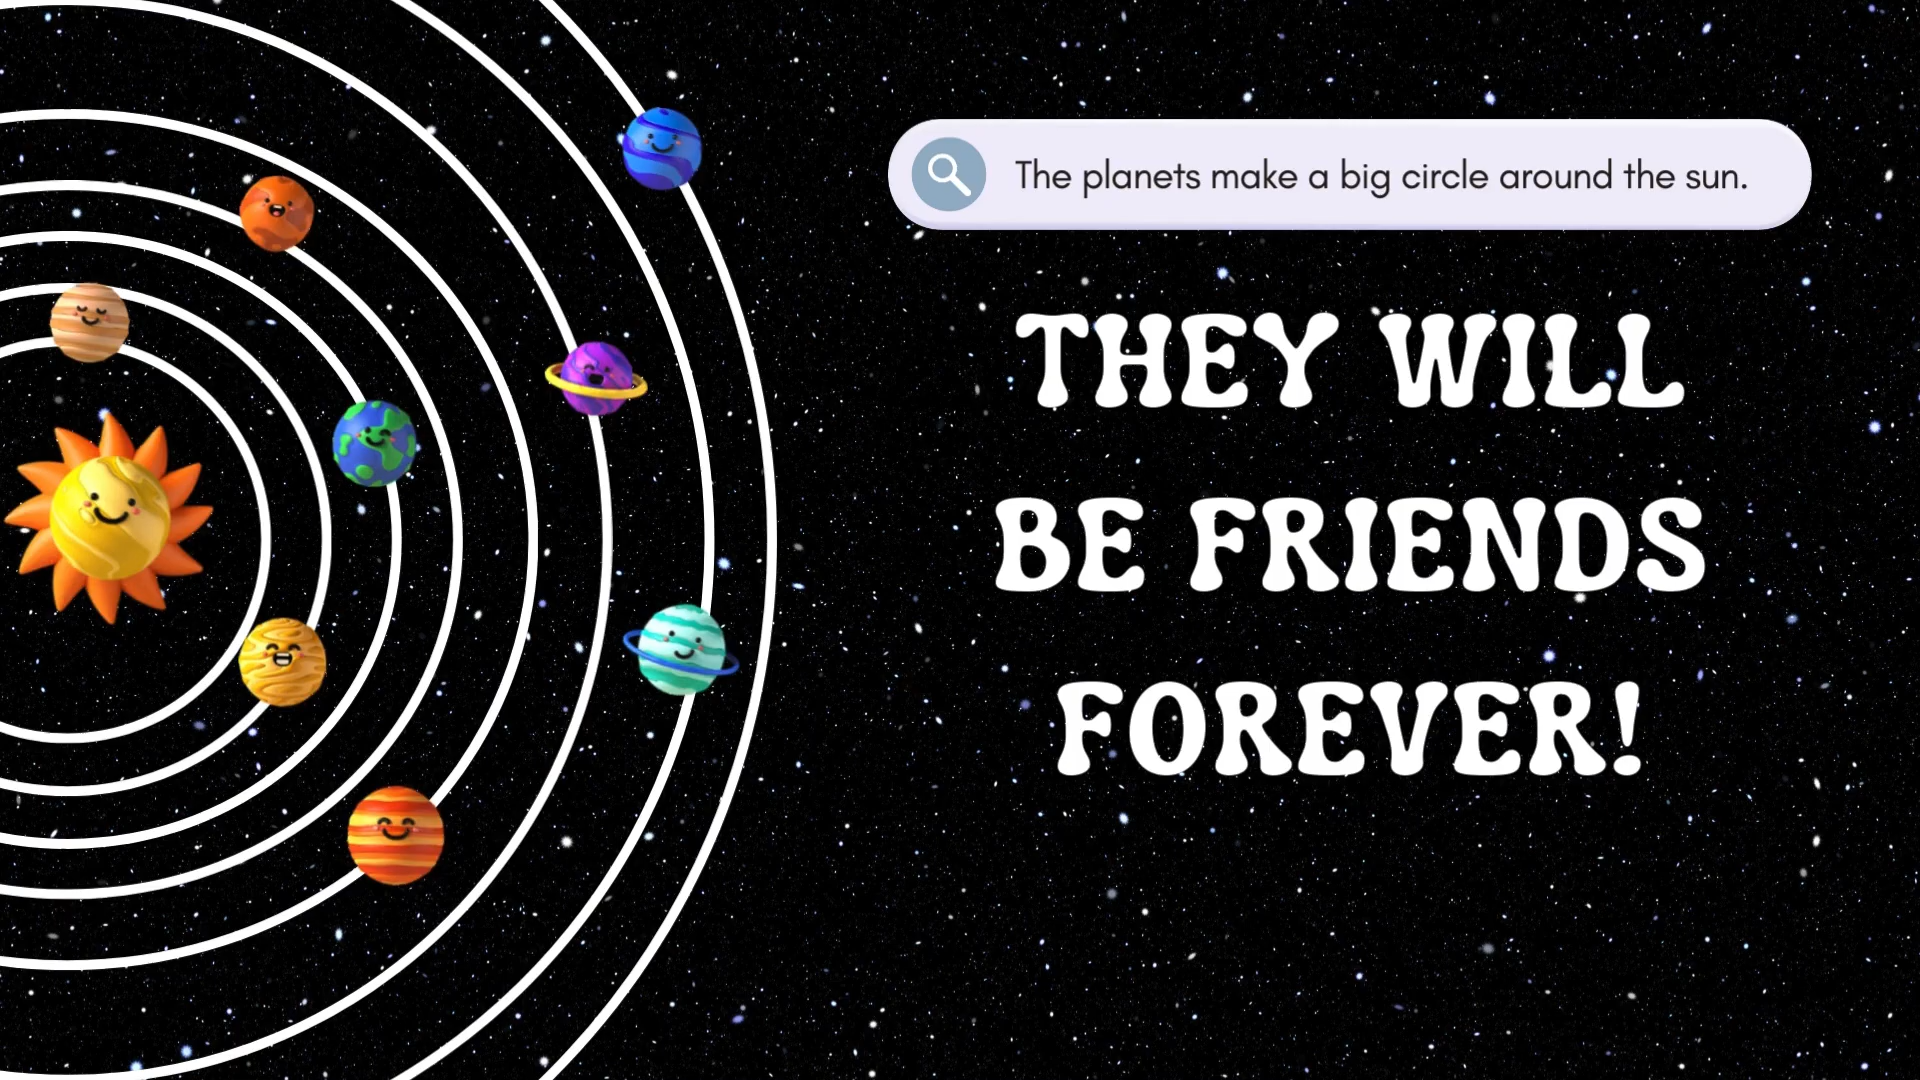 The planets make a big circle around the sun.
THEY WILL
BE FRIENDS
FOREVER!